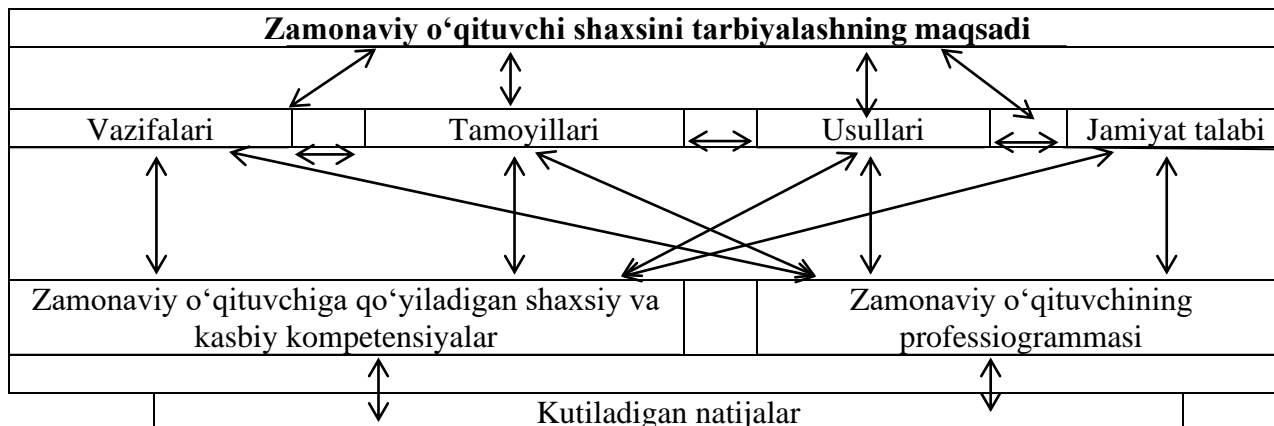 Zamonaviy o‘qituvchi shaxsini tarbiyalashning maqsadi
Vazifalari
Tamoyillari
Usullari
Jamiyat talabi
Zamonaviy o‘qituvchiga qo‘yiladigan shaxsiy va
kasbiy kompetensiyalar
Zamonaviy o‘qituvchining
professiogrammasi
Kutiladigan natijalar